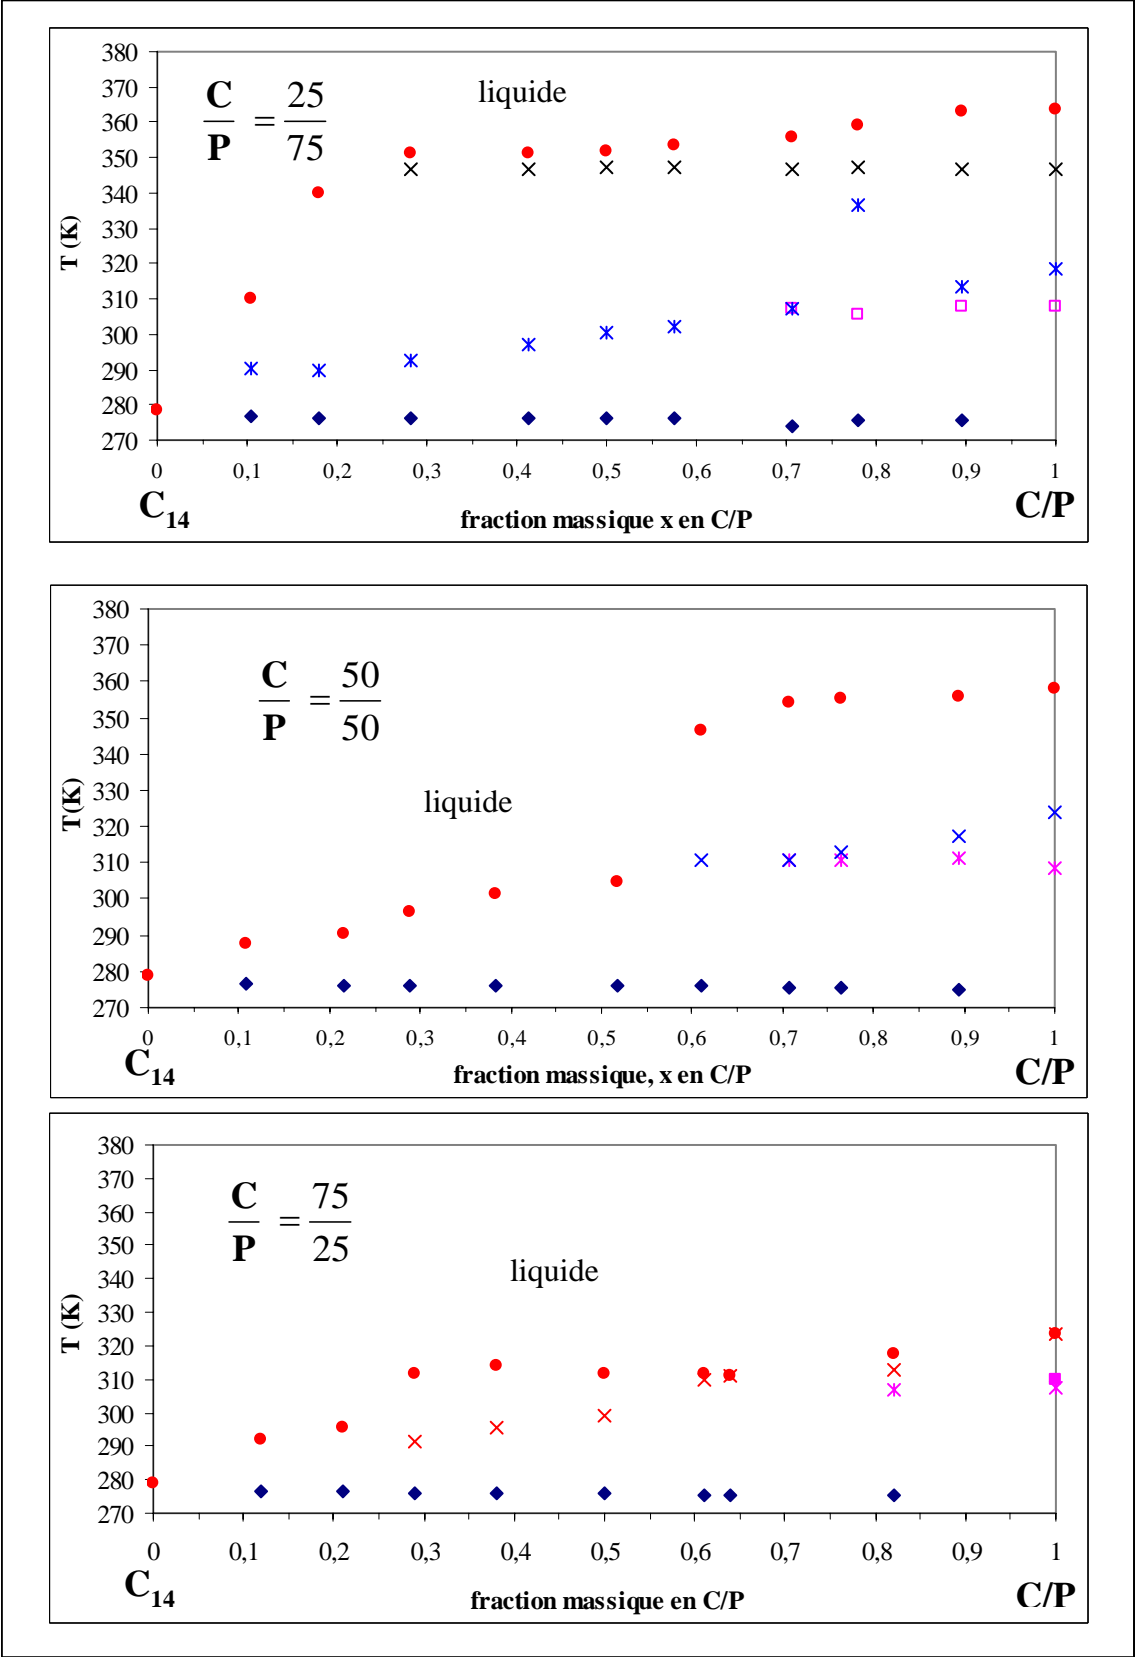 380
370
360
350
340
330
320
310
300
290
280
270
T (K)
C/P = 25/75
liquide
0 0,1 0,2 0,3 0,4 0,5 0,6 0,7 0,8 0,9 1
C14 C/P
fraction massique x en C/P
380
370
360
350
340
330
320
310
300
290
280
270
T(K)
C/P = 50/50
liquide
0 0,1 0,2 0,3 0,4 0,5 0,6 0,7 0,8 0,9 1
C14 C/P
fraction massique, x en C/P
380
370
360
350
340
330
320
310
300
290
280
270
T (K)
C/P = 75/25
liquide
0 0,1 0,2 0,3 0,4 0,5 0,6 0,7 0,8 0,9 1
C14 C/P
fraction massique en C/P